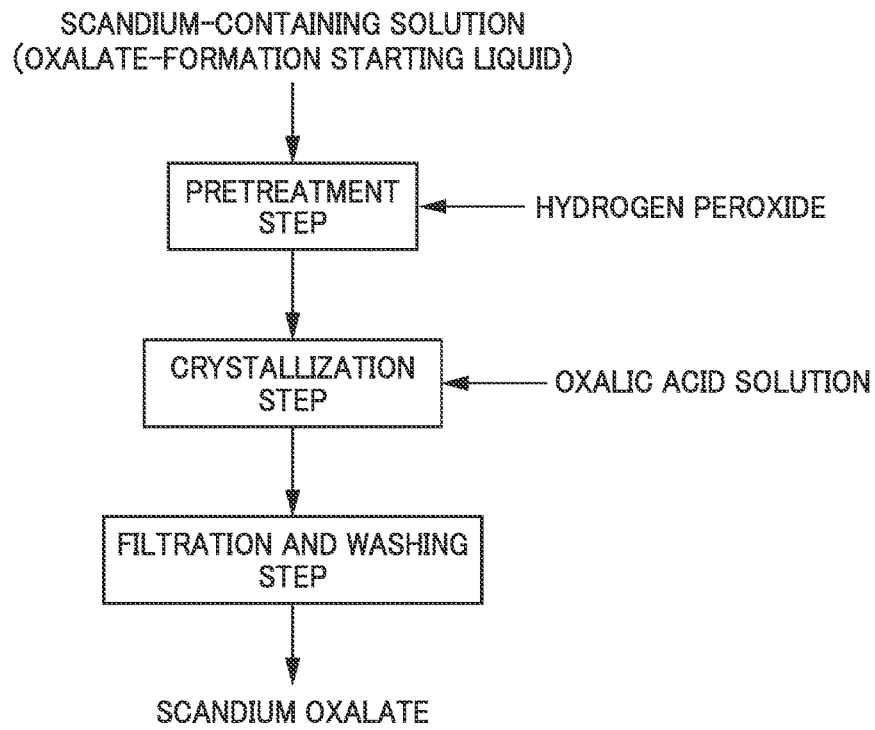 SCANDIUM-CONTAINING SOLUTION
(OXALATE-FORMATION STARTING LIQUID)
PRETREATMENT
STEP
HYDROGEN PEROXIDE
CRYSTALLIZATION
STEP
OXALIC ACID SOLUTION
FILTRATION AND WASHING
STEP
SCANDIUM OXALATE